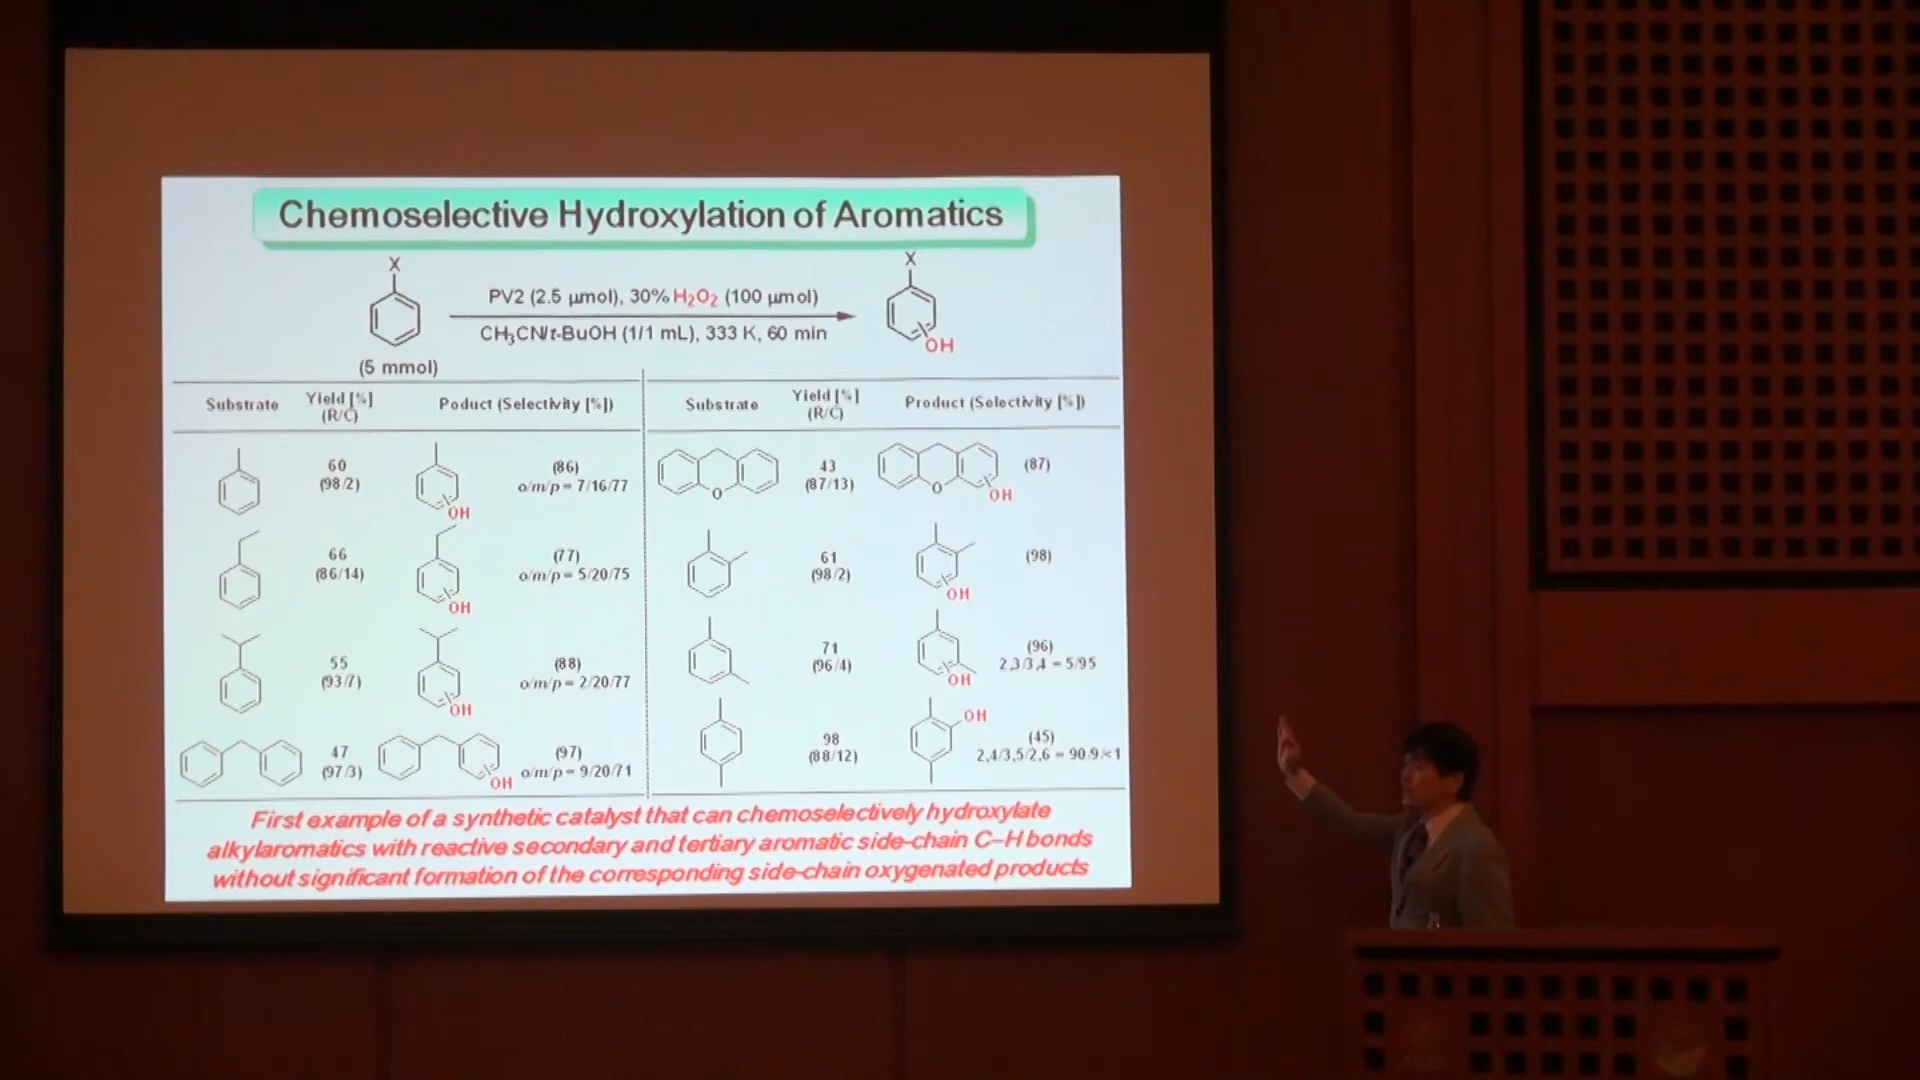 Chemoselective Hydroxylation of Aromatics
X
X
PV2 (2.5 µmol), 30% H₂O₂ (100 µmol)
CH₃CN/t-BuOH (1/1 mL), 333 K, 60 min
OH
(5 mmol)
Substrate Yield [%] Poduct (Selectivity [%])
(R/C)
60 (86)
(98/2) o/m/p = 7/16/77
OH
66 (77)
(86/14) o/m/p = 5/20/75
OH
55 (88)
(93/7) o/m/p = 2/20/77
OH
47 (97)
(97/3) o/m/p = 9/20/71
OH
Substrate Yield [%] Product (Selectivity [%])
(R/C)
O O
43 (87)
(87/13)
OH
61 (98)
(98/2)
OH
71 (96)
(96/4) 2,3/3,4 = 5/95
OH
OH
98 (45)
(88/12) 2,4/3,5/2,6 = 90/9/<1
First example of a synthetic catalyst that can chemoselectively hydroxylate
alkylaromatics with reactive secondary and tertiary aromatic side-chain C–H bonds
without significant formation of the corresponding side-chain oxygenated products